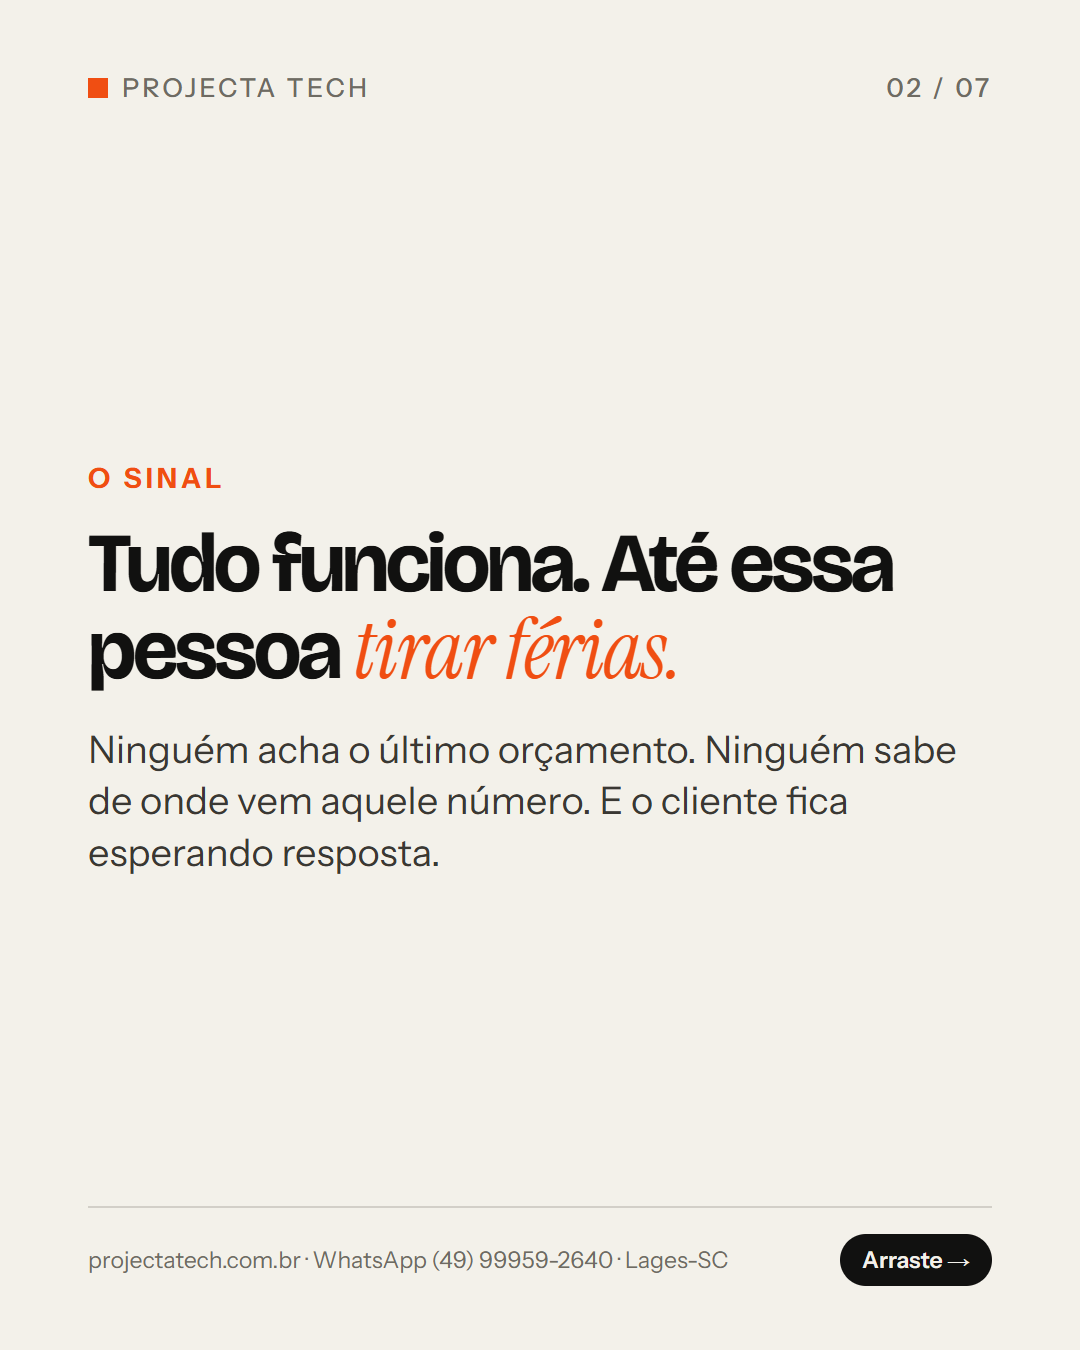 PROJECTA TECH
02 / 07
O SINAL
Tudo funciona. Até essa
pessoa tirar férias.
Ninguém acha o último orçamento. Ninguém sabe
de onde vem aquele número. E o cliente fica
esperando resposta.
projectatech.com.br · WhatsApp (49) 99959-2640 · Lages-SC
Arraste →